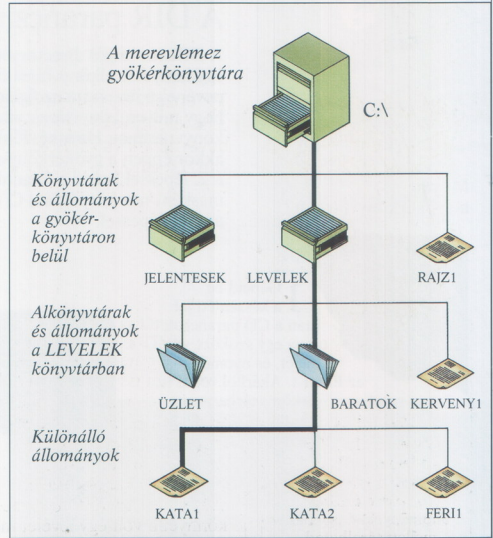 A merevlemez
gyökérkönyvtára
C:\
Könyvtárak
és állományok
a gyökér-
könyvtáron
belül
JELENTESEK LEVELEK RAJZ1
Alkönyvtárak
és állományok
a LEVELEK
könyvtárban
ÜZLET BARATOK KERVENY1
Különálló
állományok
KATA1 KATA2 FERI1